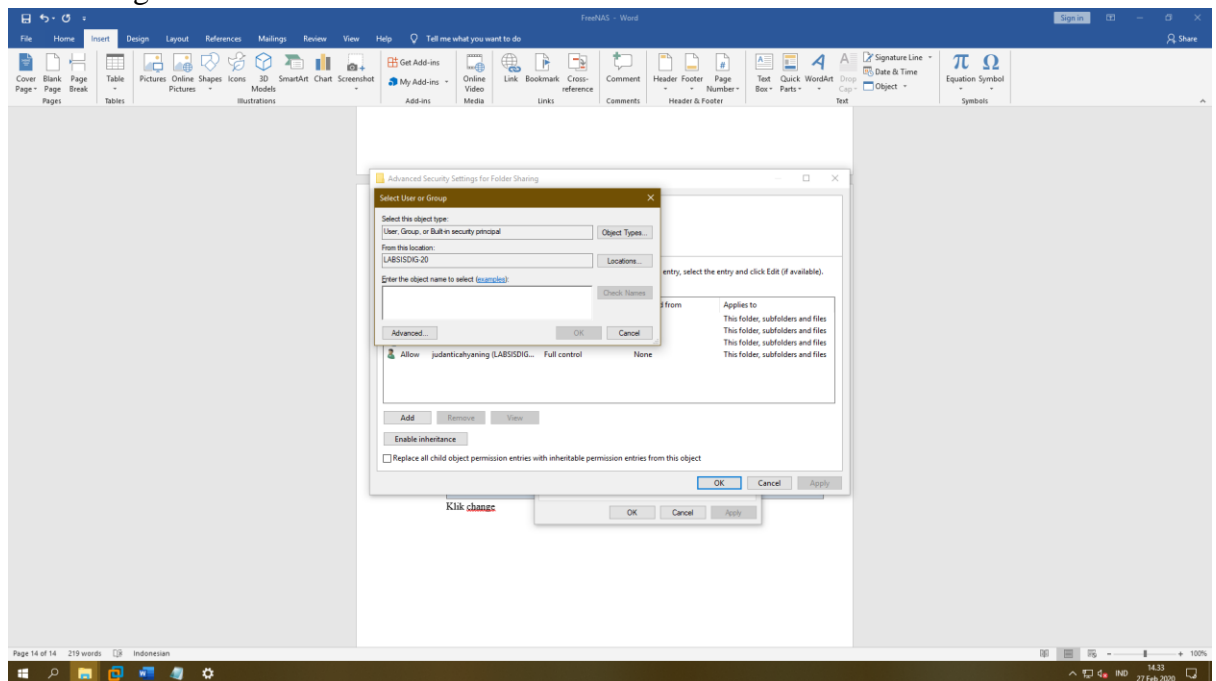 FreeNAS - Word
Sign in
File Home Insert Design Layout References Mailings Review View Help Tell me what you want to do
Share
Cover Page
Blank Page
Page Break
Table
Pictures
Online Pictures
Shapes
Icons
3D Models
SmartArt
Chart
Screenshot
Get Add-ins
My Add-ins
Online Video
Link
Bookmark
Cross-reference
Comment
Header
Footer
Page Number
Text Box
Quick Parts
WordArt
Drop Cap
Signature Line
Date & Time
Object
Equation
Symbol
Pages Tables Illustrations Add-ins Media Links Comments Header & Footer Text Symbols
Advanced Security Settings for Folder Sharing
Select User or Group
Select this object type:
User, Group, or Built-in security principal
Object Types...
From this location:
LABSISDIG-20
Locations...
Enter the object name to select (examples):
Check Names
Advanced...
OK
Cancel
entry, select the entry and click Edit (if available).
d from Applies to
This folder, subfolders and files
This folder, subfolders and files
This folder, subfolders and files
Allow judanticahyaning (LABSISDIG... Full control None This folder, subfolders and files
Add Remove View
Enable inheritance
Replace all child object permission entries with inheritable permission entries from this object
OK Cancel Apply
Klik change
OK Cancel Apply
Page 14 of 14 219 words Indonesian
100%
IND
14.33
27 Feb 2020